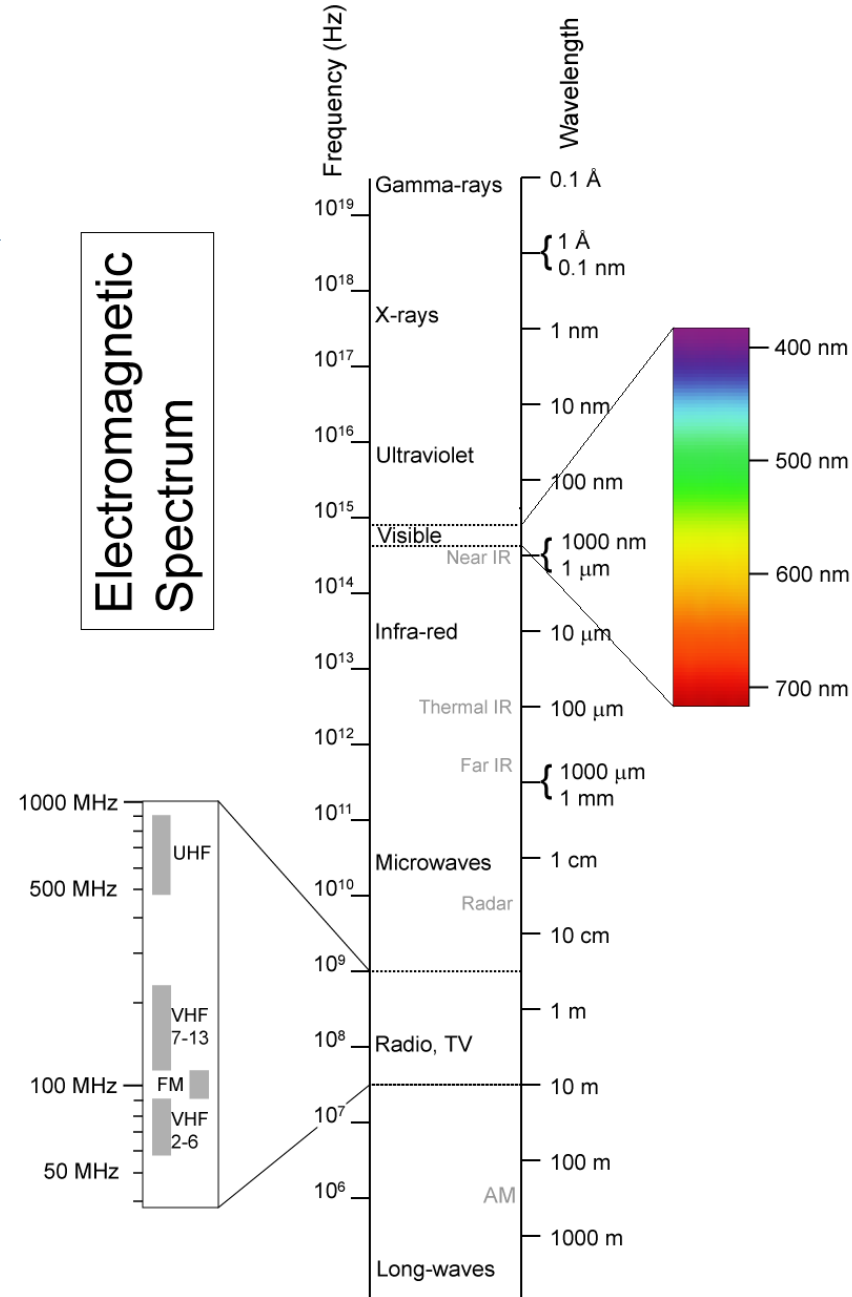 Frequency (Hz)
Wavelength
Electromagnetic
Spectrum
Gamma-rays
0.1 Å
10¹⁹
1 Å
0.1 nm
10¹⁸
X-rays
1 nm
10¹⁷
10 nm
10¹⁶
Ultraviolet
100 nm
10¹⁵
Visible
1000 nm
Near IR
1 μm
10¹⁴
Infra-red
10 μm
10¹³
Thermal IR
100 μm
10¹²
Far IR
1000 μm
1 mm
10¹¹
Microwaves
1 cm
10¹⁰
Radar
10 cm
10⁹
1 m
10⁸
Radio, TV
10 m
10⁷
100 m
10⁶
AM
1000 m
Long-waves
400 nm
500 nm
600 nm
700 nm
1000 MHz
UHF
500 MHz
VHF
7-13
100 MHz
FM
VHF
2-6
50 MHz